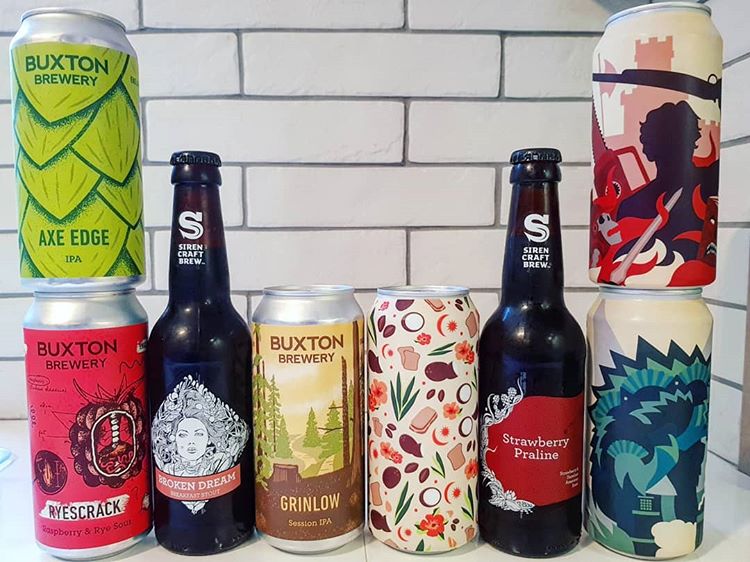 BUXTON
BREWERY
AXE EDGE
IPA
BUXTON
BREWERY
RYESCRACK
Raspberry & Rye Sour
SIREN
CRAFT
BREW
BROKEN DREAM
BREAKFAST STOUT
BUXTON
BREWERY
GRINLOW
Session IPA
SIREN
CRAFT
BREW
Strawberry
Praline